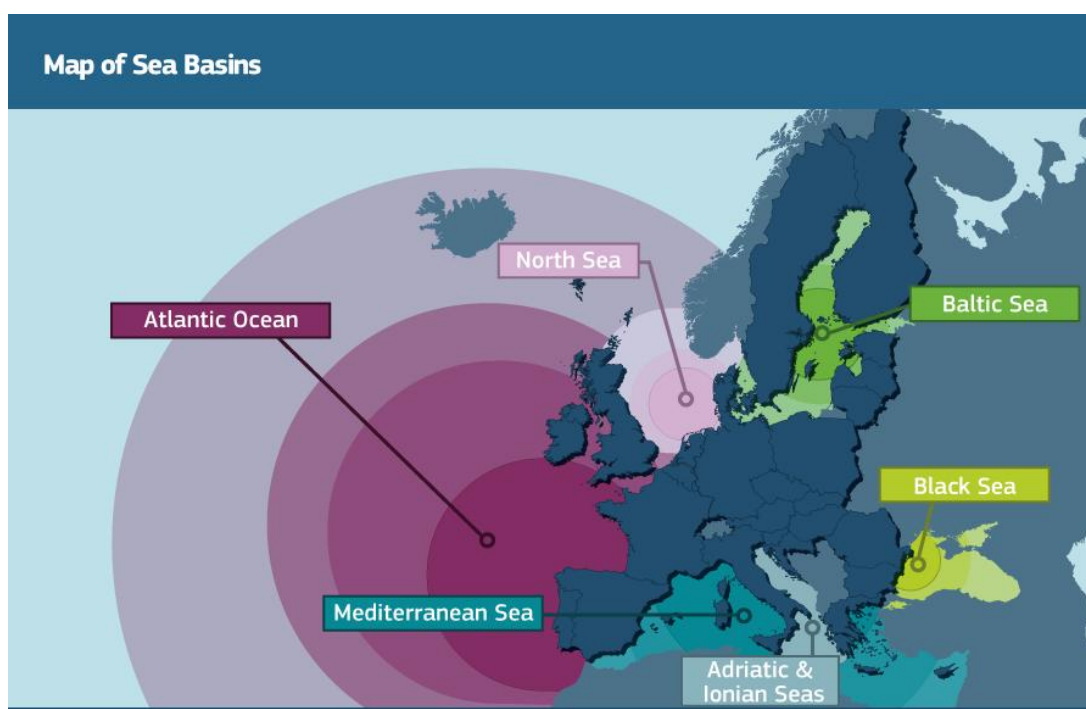 Map of Sea Basins
North Sea
Baltic Sea
Atlantic Ocean
Black Sea
Mediterranean Sea
Adriatic &
Ionian Seas